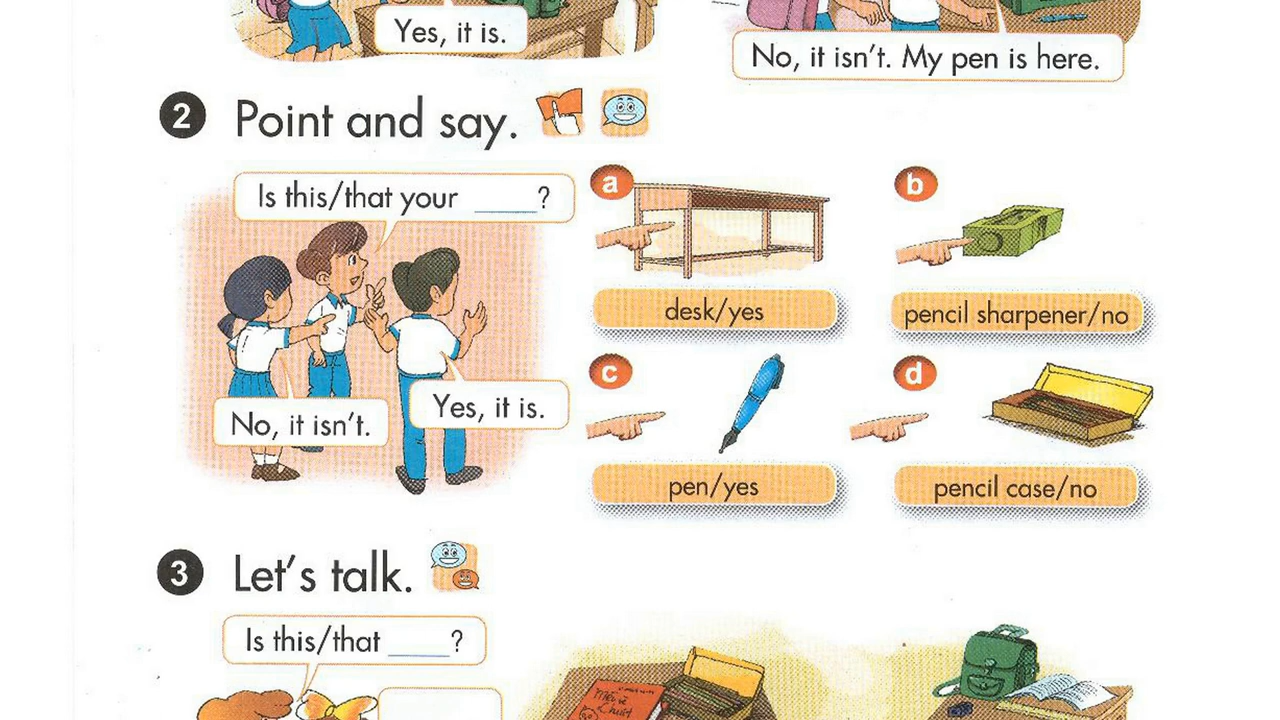 Yes, it is.
No, it isn't. My pen is here.
2 Point and say.
Is this/that your _____?
No, it isn't.
Yes, it is.
a
desk/yes
b
pencil sharpener/no
c
pen/yes
d
pencil case/no
3 Let's talk.
Is this/that _____?